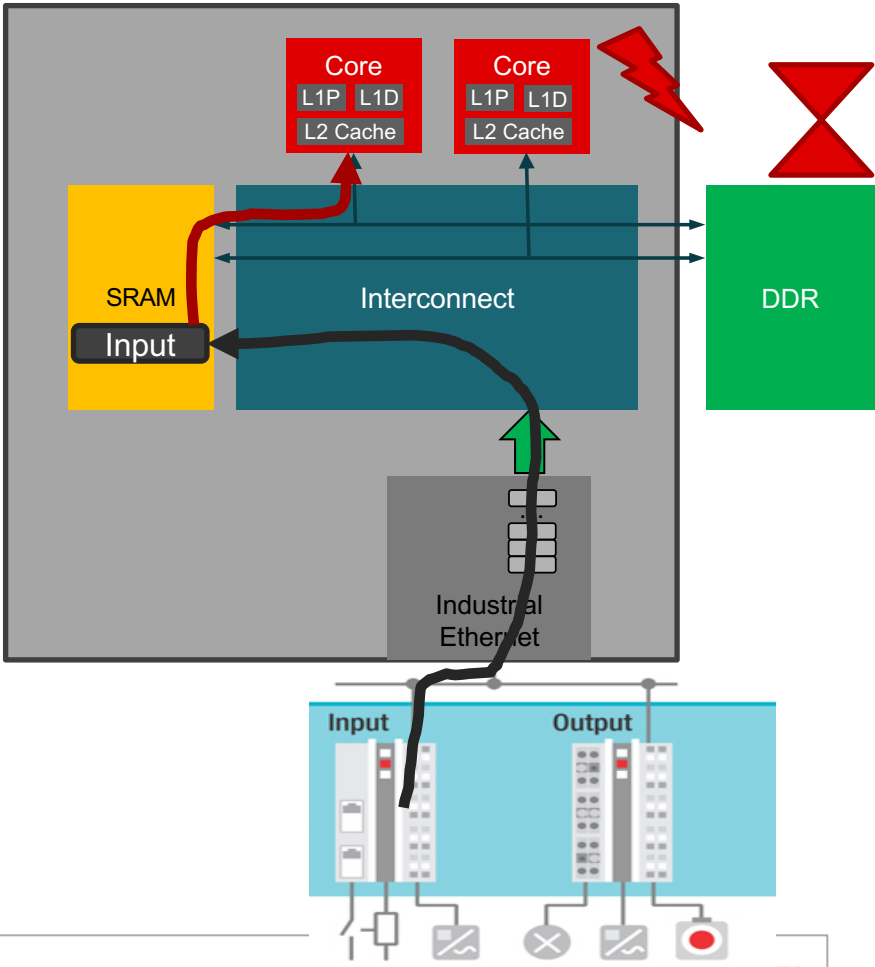 Core
L1P L1D
L2 Cache
Core
L1P L1D
L2 Cache
SRAM
Interconnect
DDR
Input
....
Industrial
Ethernet
Input
Output